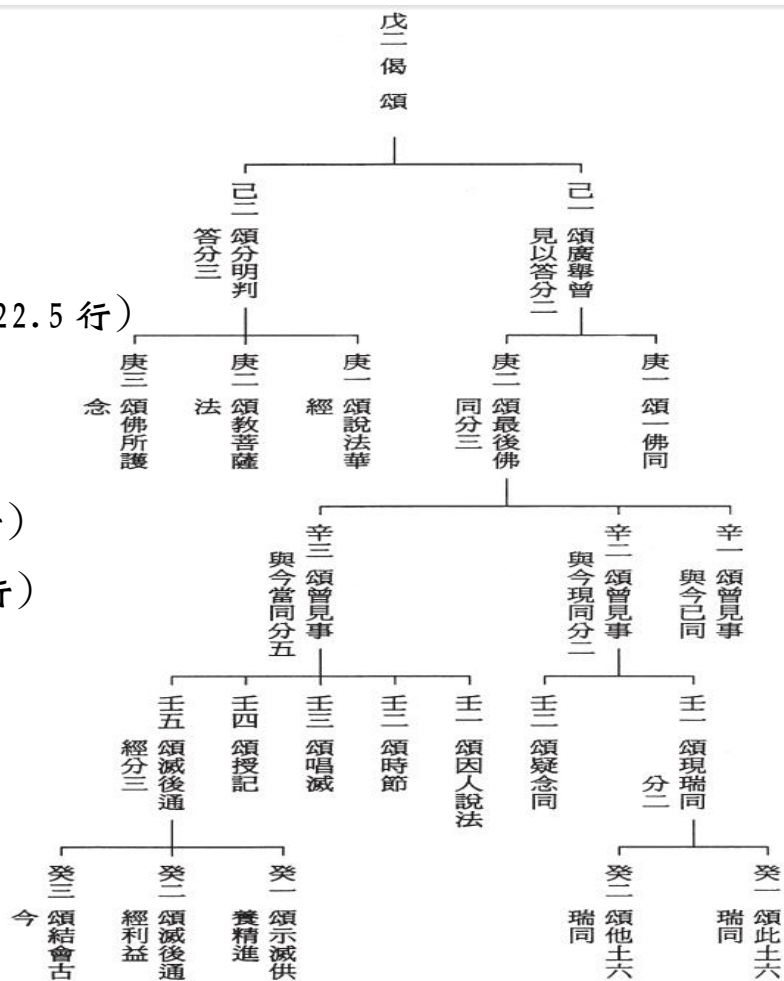 戊二 偈 頌
己一 頌廣舉曾
見以答分二
己二 頌分明判
答分三
22.5 行）
庚一 頌一佛同
庚二 頌最後佛
同分三
庚一 頌說法華
經
庚二 頌教菩薩
法
庚三 頌佛所護
念
）
行）
辛一 頌曾見事
與今已同
辛二 頌曾見事
與今現同分二
辛三 頌曾見事
與今當同分五
壬一 頌現瑞同
分二
壬二 頌疑念同
壬一 頌因人說法
壬二 頌時節
壬三 頌唱滅
壬四 頌授記
壬五 頌滅後通
經分三
癸一 頌此土六
瑞同
癸二 頌他土六
瑞同
癸一 頌示滅供
養精進
癸二 頌滅後通
經利益
癸三 頌結會古
今